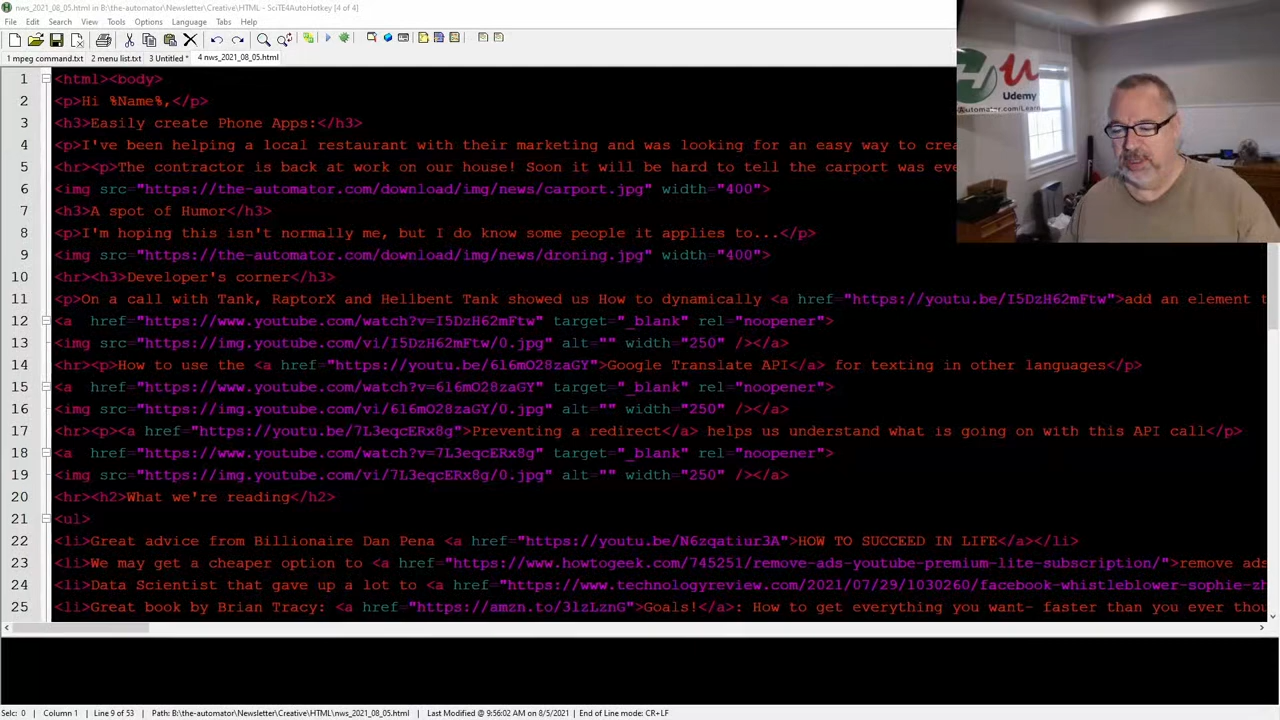 nws_2021_08_05.html in B:\the-automator\Newsletter\Creative\HTML - SciTE4AutoHotkey [4 of 4]
File Edit Search View Tools Options Language Tabs Help
1 mpeg command.txt 2 menu list.txt 3 Untitled * 4 nws_2021_08_05.html
1 <html><body>
2 <p>Hi %Name%,</p>
3 <h3>Easily create Phone Apps:</h3>
4 <p>I've been helping a local restaurant with their marketing and was looking for an easy way to crea
5 <hr><p>The contractor is back at work on our house! Soon it will be hard to tell the carport was eve
6 <img src="https://the-automator.com/download/img/news/carport.jpg" width="400">
7 <h3>A spot of Humor</h3>
8 <p>I'm hoping this isn't normally me, but I do know some people it applies to...</p>
9 <img src="https://the-automator.com/download/img/news/droning.jpg" width="400">
10 <hr><h3>Developer's corner</h3>
11 <p>On a call with Tank, RaptorX and Hellbent Tank showed us How to dynamically <a href="https://youtu.be/I5DzH62mFtw">add an element t
12 <a  href="https://www.youtube.com/watch?v=I5DzH62mFtw" target="_blank" rel="noopener">
13 <img src="https://img.youtube.com/vi/I5DzH62mFtw/0.jpg" alt="" width="250" /></a>
14 <hr><p>How to use the <a href="https://youtu.be/6l6mO28zaGY">Google Translate API</a> for texting in other languages</p>
15 <a  href="https://www.youtube.com/watch?v=6l6mO28zaGY" target="_blank" rel="noopener">
16 <img src="https://img.youtube.com/vi/6l6mO28zaGY/0.jpg" alt="" width="250" /></a>
17 <hr><p><a href="https://youtu.be/7L3eqcERx8g">Preventing a redirect</a> helps us understand what is going on with this API call</p>
18 <a  href="https://www.youtube.com/watch?v=7L3eqcERx8g" target="_blank" rel="noopener">
19 <img src="https://img.youtube.com/vi/7L3eqcERx8g/0.jpg" alt="" width="250" /></a>
20 <hr><h2>What we're reading</h2>
21 <ul>
22 <li>Great advice from Billionaire Dan Pena <a href="https://youtu.be/N6zqatiur3A">HOW TO SUCCEED IN LIFE</a></li>
23 <li>We may get a cheaper option to <a href="https://www.howtogeek.com/745251/remove-ads-youtube-premium-lite-subscription/">remove ads
24 <li>Data Scientist that gave up a lot to <a href="https://www.technologyreview.com/2021/07/29/1030260/facebook-whistleblower-sophie-zh
25 <li>Great book by Brian Tracy: <a href="https://amzn.to/3lzLznG">Goals!</a>: How to get everything you want- faster than you ever thou
Selc: 0 Column 1 Line 9 of 53 Path: B:\the-automator\Newsletter\Creative\HTML\nws_2021_08_05.html Last Modified @ 9:56:02 AM on 8/5/2021 End of Line mode: CR+LF
H u
Udemy
Automator.com/Learn